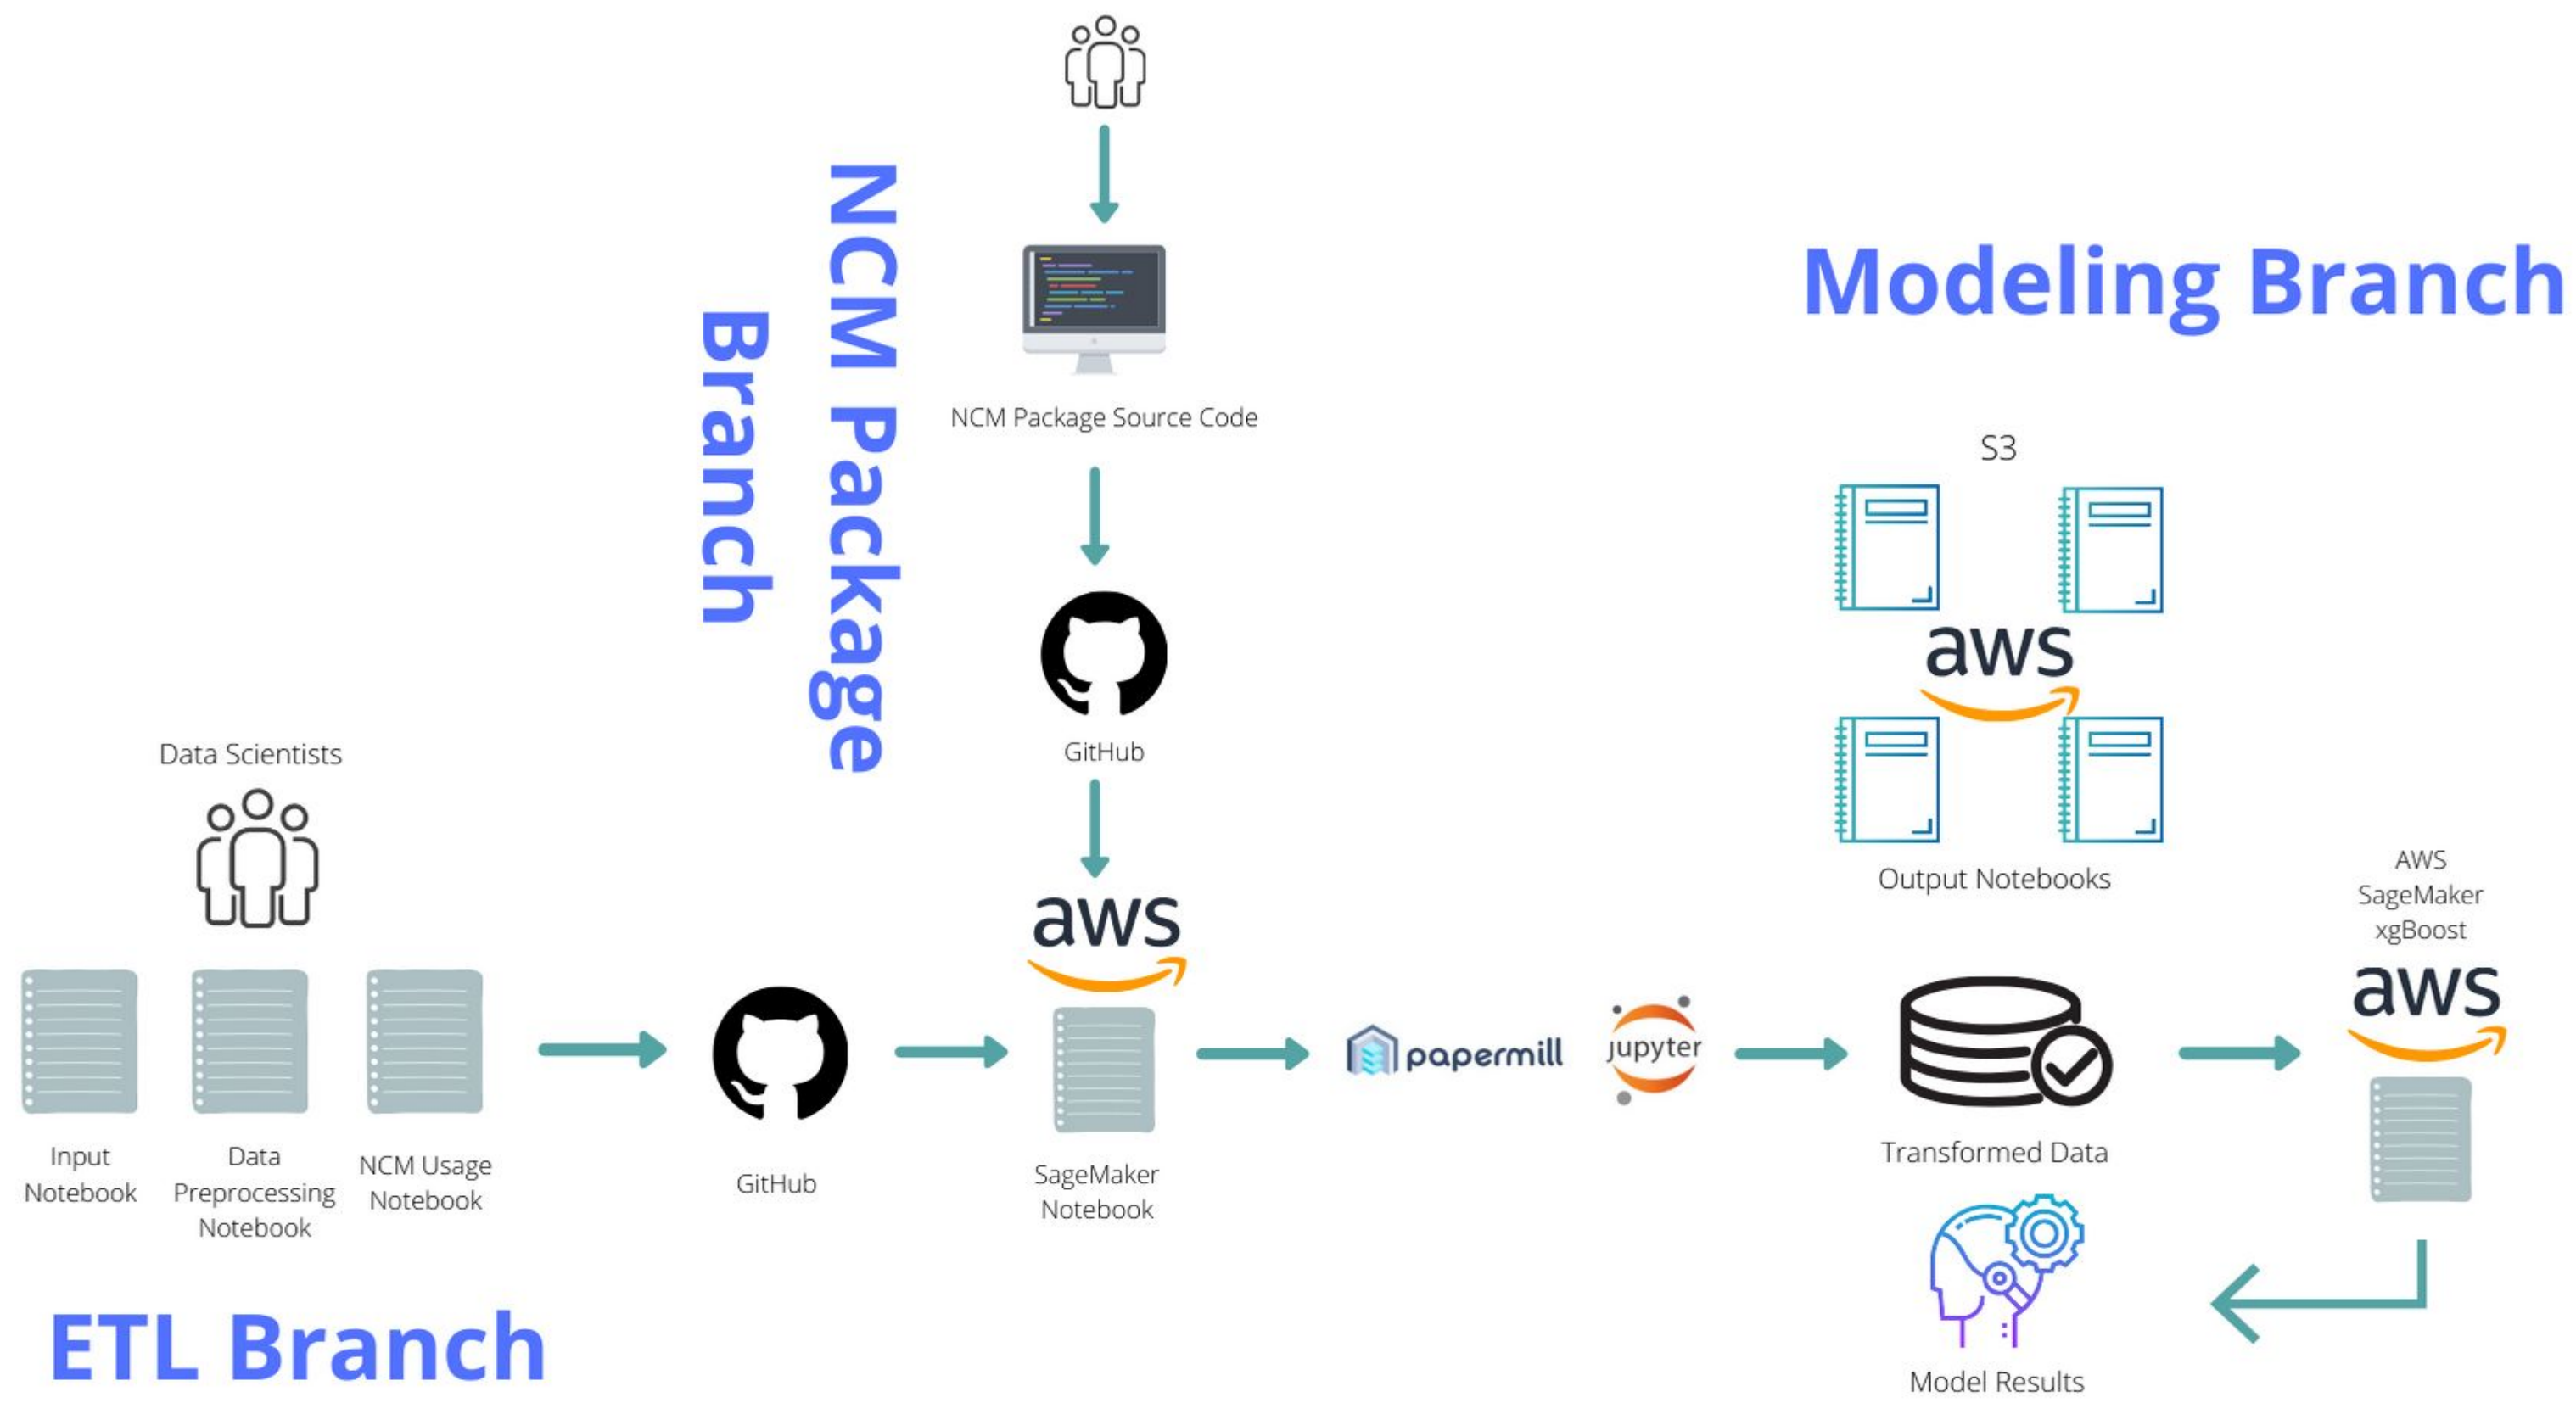 NCM Package
Branch
NCM Package Source Code
GitHub
Modeling Branch
S3
aws
Output Notebooks
Data Scientists
Input
Notebook
Data
Preprocessing
Notebook
NCM Usage
Notebook
GitHub
aws
SageMaker
Notebook
papermill
jupyter
Transformed Data
AWS
SageMaker
xgBoost
aws
Model Results
ETL Branch